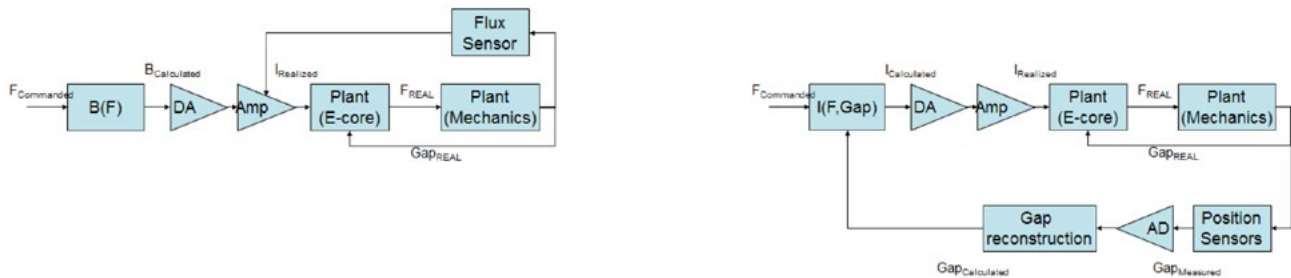 Flux
Sensor
B_Calculated
I_Realized
F_Commanded
B(F)
DA
Amp
Plant
(E-core)
F_REAL
Plant
(Mechanics)
Gap_REAL
I_Calculated
I_Realized
F_Commanded
I(F,Gap)
DA
Amp
Plant
(E-core)
F_REAL
Plant
(Mechanics)
Gap_REAL
Gap
reconstruction
AD
Position
Sensors
Gap_Calculated
Gap_Measured